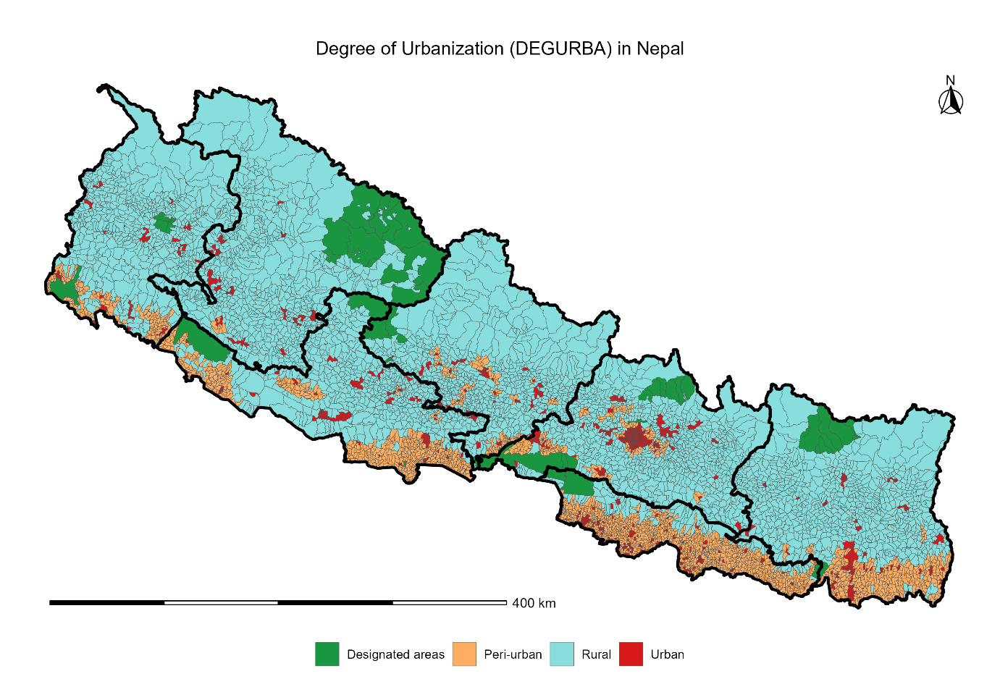 Degree of Urbanization (DEGURBA) in Nepal
N
400 km
Designated areas
Peri-urban
Rural
Urban